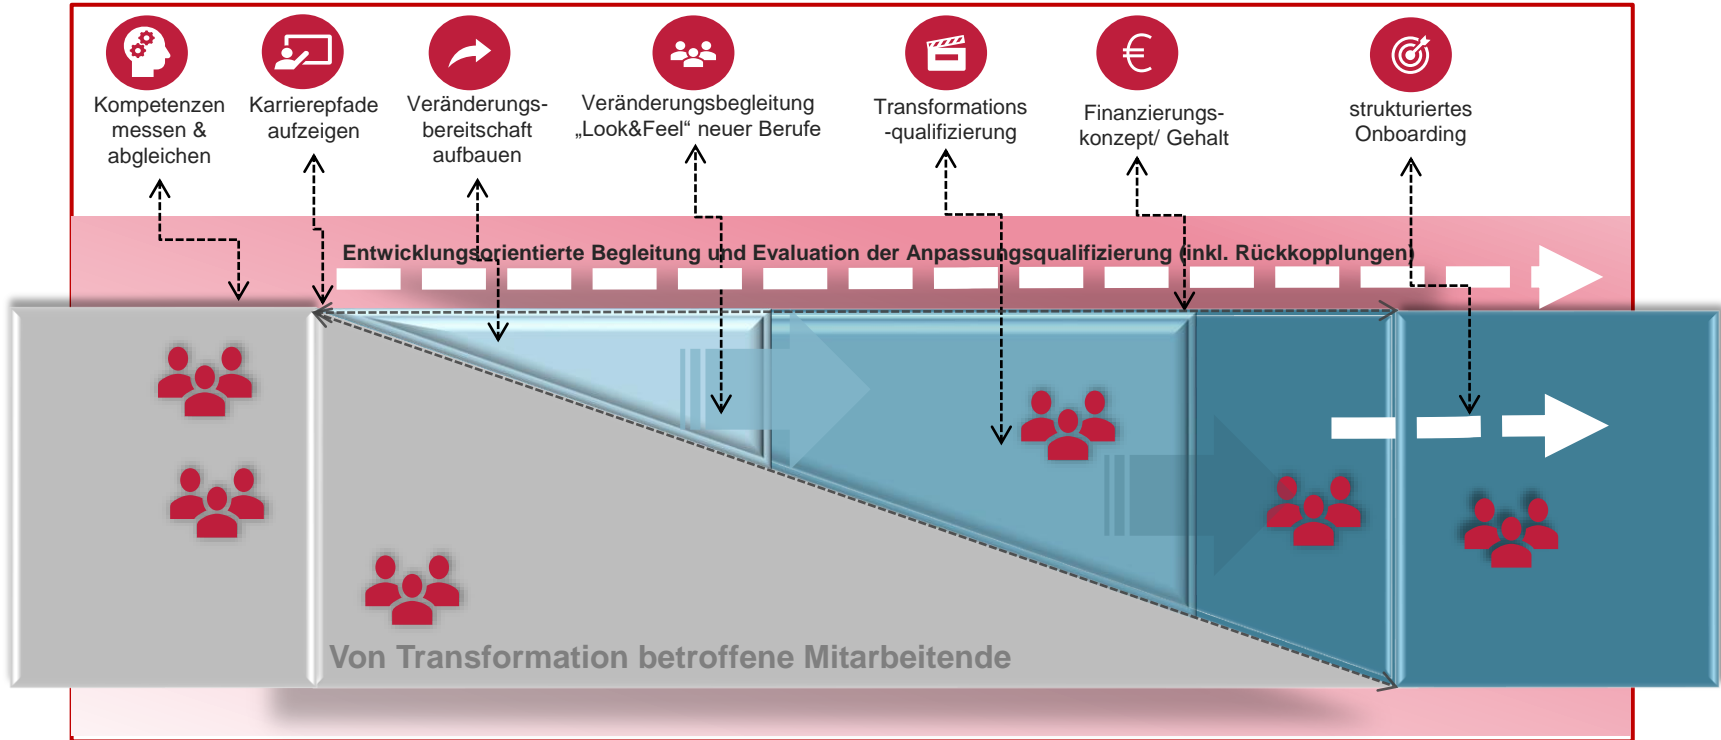 Kompetenzen
messen &
abgleichen
Karrierepfade
aufzeigen
Veränderungs-
bereitschaft
aufbauen
Veränderungsbegleitung
„Look&Feel“ neuer Berufe
Transformations
-qualifizierung
Finanzierungs-
konzept/ Gehalt
strukturiertes
Onboarding
Entwicklungsorientierte Begleitung und Evaluation der Anpassungsqualifizierung (inkl. Rückkopplungen)
Von Transformation betroffene Mitarbeitende